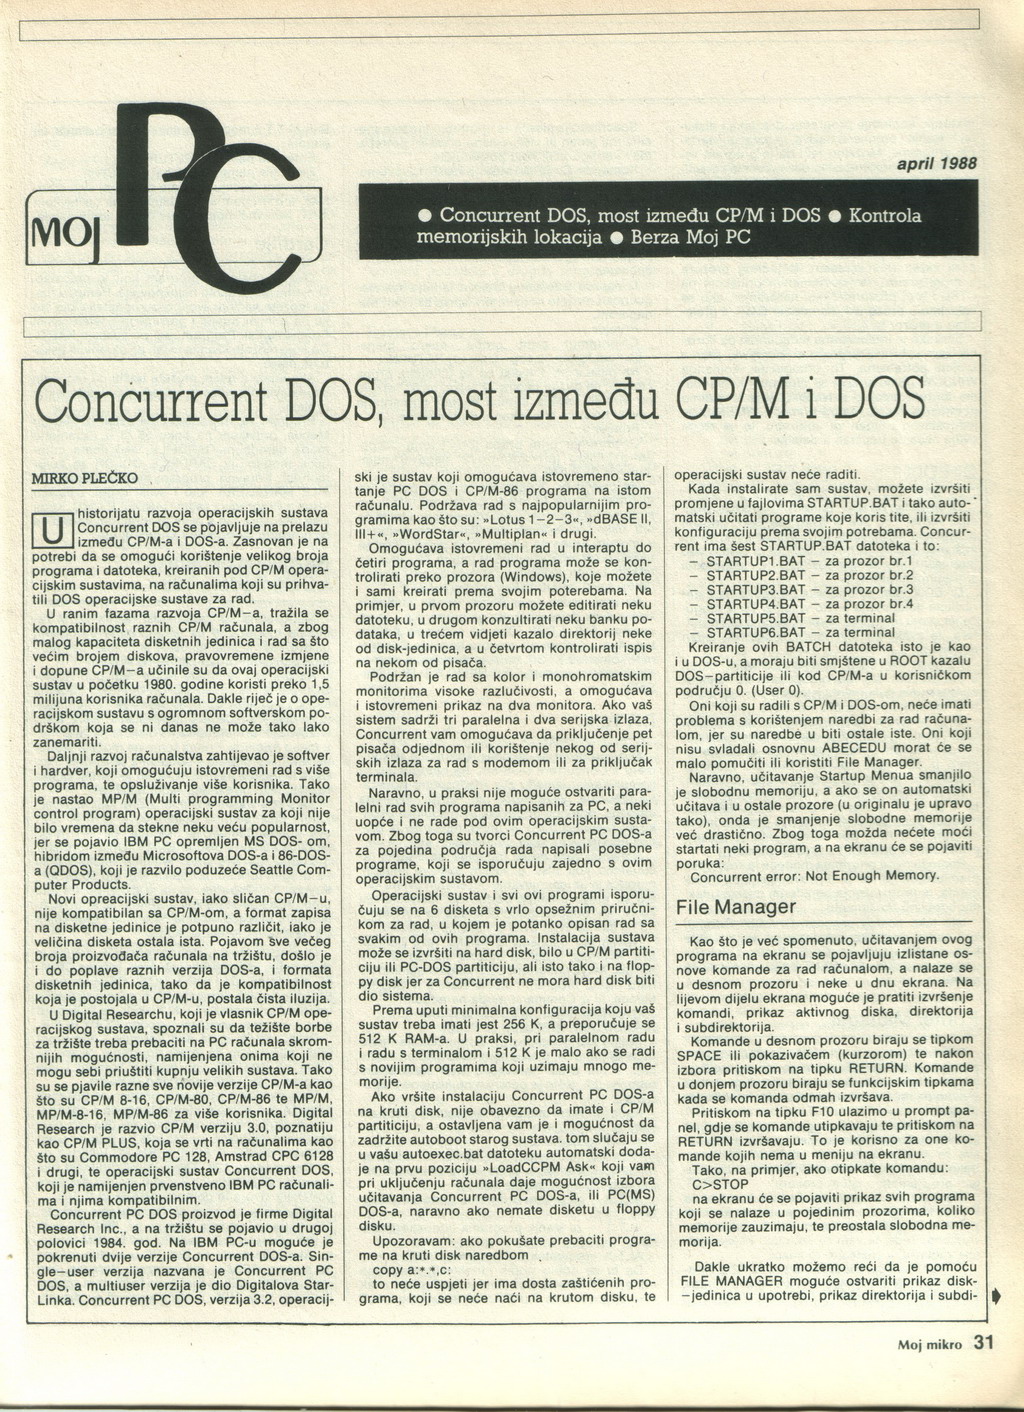 MOJ PC
april 1988
● Concurrent DOS, most između CP/M i DOS ● Kontrola
memorijskih lokacija ● Berza Moj PC
Concurrent DOS, most između CP/M i DOS
MIRKO PLEČKO
U historijatu razvoja operacijskih sustava
Concurrent DOS se pojavljuje na prelazu
između CP/M-a i DOS-a. Zasnovan je na
potrebi da se omogući korištenje velikog broja
programa i datoteka, kreiranih pod CP/M opera-
cijskim sustavima, na računalima koji su prihva-
tili DOS operacijske sustave za rad.
U ranim fazama razvoja CP/M–a, tražila se
kompatibilnost raznih CP/M računala, a zbog
malog kapaciteta disketnih jedinica i rad sa što
većim brojem diskova, pravovremene izmjene
i dopune CP/M–a učinile su da ovaj operacijski
sustav u početku 1980. godine koristi preko 1,5
milijuna korisnika računala. Dakle riječ je o ope-
racijskom sustavu s ogromnom softverskom po-
drškom koja se ni danas ne može tako lako
zanemariti.
Daljnji razvoj računalstva zahtijevao je softver
i hardver, koji omogućuju istovremeni rad s više
programa, te opsluživanje više korisnika. Tako
je nastao MP/M (Multi programming Monitor
control program) operacijski sustav za koji nije
bilo vremena da stekne neku veću popularnost,
jer se pojavio IBM PC opremljen MS DOS- om,
hibridom između Microsoftova DOS-a i 86-DOS-
a (QDOS), koji je razvilo poduzeće Seattle Com-
puter Products.
Novi opreacijski sustav, iako sličan CP/M–u,
nije kompatibilan sa CP/M-om, a format zapisa
na disketne jedinice je potpuno različit, iako je
veličina disketa ostala ista. Pojavom sve večeg
broja proizvođača računala na tržištu, došlo je
i do poplave raznih verzija DOS-a, i formata
disketnih jedinica, tako da je kompatibilnost
koja je postojala u CP/M-u, postala čista iluzija.
U Digital Researchu, koji je vlasnik CP/M ope-
racijskog sustava, spoznali su da težište borbe
za tržište treba prebaciti na PC računala skrom-
nijih mogućnosti, namijenjena onima koji ne
mogu sebi priuštiti kupnju velikih sustava. Tako
su se pjavile razne sve novije verzije CP/M-a kao
što su CP/M 8-16, CP/M-80, CP/M-86 te MP/M,
MP/M-8-16, MP/M-86 za više korisnika. Digital
Research je razvio CP/M verziju 3.0, poznatiju
kao CP/M PLUS, koja se vrti na računalima kao
što su Commodore PC 128, Amstrad CPC 6128
i drugi, te operacijski sustav Concurrent DOS,
koji je namijenjen prvenstveno IBM PC računali-
ma i njima kompatibilnim.
Concurrent PC DOS proizvod je firme Digital
Research Inc., a na tržištu se pojavio u drugoj
polovici 1984. god. Na IBM PC-u moguće je
pokrenuti dvije verzije Concurrent DOS-a. Sin-
gle–user verzija nazvana je Concurrent PC
DOS, a multiuser verzija je dio Digitalova Star-
Linka. Concurrent PC DOS, verzija 3.2, operacij-
ski je sustav koji omogućava istovremeno star-
tanje PC DOS i CP/M-86 programa na istom
računalu. Podržava rad s najpopularnijim pro-
gramima kao što su: »Lotus 1–2–3«, »dBASE II,
III+«, »WordStar«, »Multiplan« i drugi.
Omogućava istovremeni rad u interaptu do
četiri programa, a rad programa može se kon-
trolirati preko prozora (Windows), koje možete
i sami kreirati prema svojim poterebama. Na
primjer, u prvom prozoru možete editirati neku
datoteku, u drugom konzultirati neku banku po-
dataka, u trećem vidjeti kazalo direktorij neke
od disk-jedinica, a u četvrtom kontrolirati ispis
na nekom od pisača.
Podržan je rad sa kolor i monohromatskim
monitorima visoke razlučivosti, a omogućava
i istovremeni prikaz na dva monitora. Ako vaš
sistem sadrži tri paralelna i dva serijska izlaza,
Concurrent vam omogućava da priključenje pet
pisača odjednom ili korištenje nekog od serij-
skih izlaza za rad s modemom ili za priključak
terminala.
Naravno, u praksi nije moguće ostvariti para-
lelni rad svih programa napisanih za PC, a neki
uopće i ne rade pod ovim operacijskim susta-
vom. Zbog toga su tvorci Concurrent PC DOS-a
za pojedina područja rada napisali posebne
programe, koji se isporučuju zajedno s ovim
operacijskim sustavom.
Operacijski sustav i svi ovi programi isporu-
čuju se na 6 disketa s vrlo opsežnim priručni-
kom za rad, u kojem je potanko opisan rad sa
svakim od ovih programa. Instalacija sustava
može se izvršiti na hard disk, bilo u CP/M partiti-
ciju ili PC-DOS partiticiju, ali isto tako i na flop-
py disk jer za Concurrent ne mora hard disk biti
dio sistema.
Prema uputi minimalna konfiguracija koju vaš
sustav treba imati jest 256 K, a preporučuje se
512 K RAM-a. U praksi, pri paralelnom radu
i radu s terminalom i 512 K je malo ako se radi
s novijim programima koji uzimaju mnogo me-
morije.
Ako vršite instalaciju Concurrent PC DOS-a
na kruti disk, nije obavezno da imate i CP/M
partiticiju, a ostavljena vam je i mogućnost da
zadržite autoboot starog sustava. tom slučaju se
u vašu autoexec.bat datoteku automatski doda-
je na prvu poziciju »LoadCCPM Ask« koji vam
pri uključenju računala daje mogućnost izbora
učitavanja Concurrent PC DOS-a, ili PC(MS)
DOS-a, naravno ako nemate disketu u floppy
disku.
Upozoravam: ako pokušate prebaciti progra-
me na kruti disk naredbom
copy a:*.*,c:
to neće uspjeti jer ima dosta zaštićenih pro-
grama, koji se neće naći na krutom disku, te
operacijski sustav neće raditi.
Kada instalirate sam sustav, možete izvršiti
promjene u fajlovima STARTUP.BAT i tako auto-
matski učitati programe koje koris tite, ili izvršiti
konfiguraciju prema svojim potrebama. Concur-
rent ima šest STARTUP.BAT datoteka i to:
– STARTUP1.BAT – za prozor br.1
– STARTUP2.BAT – za prozor br.2
– STARTUP3.BAT – za prozor br.3
– STARTUP4.BAT – za prozor br.4
– STARTUP5.BAT – za terminal
– STARTUP6.BAT – za terminal
Kreiranje ovih BATCH datoteka isto je kao
i u DOS-u, a moraju biti smještene u ROOT kazalu
DOS–partiticije ili kod CP/M-a u korisničkom
području 0. (User 0).
Oni koji su radili s CP/M i DOS-om, neće imati
problema s korištenjem naredbi za rad računa-
lom, jer su naredbe u biti ostale iste. Oni koji
nisu svladali osnovnu ABECEDU morat će se
malo pomučiti ili koristiti File Manager.
Naravno, učitavanje Startup Menua smanjilo
je slobodnu memoriju, a ako se on automatski
učitava i u ostale prozore (u originalu je upravo
tako), onda je smanjenje slobodne memorije
već drastično. Zbog toga možda nećete moći
startati neki program, a na ekranu će se pojaviti
poruka:
Concurrent error: Not Enough Memory.
File Manager
Kao što je već spomenuto, učitavanjem ovog
programa na ekranu se pojavljuju izlistane os-
nove komande za rad računalom, a nalaze se
u desnom prozoru i neke u dnu ekrana. Na
lijevom dijelu ekrana moguće je pratiti izvršenje
komandi, prikaz aktivnog diska, direktorija
i subdirektorija.
Komande u desnom prozoru biraju se tipkom
SPACE ili pokazivačem (kurzorom) te nakon
izbora pritiskom na tipku RETURN. Komande
u donjem prozoru biraju se funkcijskim tipkama
kada se komanda odmah izvršava.
Pritiskom na tipku F10 ulazimo u prompt pa-
nel, gdje se komande utipkavaju te pritiskom na
RETURN izvršavaju. To je korisno za one ko-
mande kojih nema u meniju na ekranu.
Tako, na primjer, ako otipkate komandu:
C>STOP
na ekranu će se pojaviti prikaz svih programa
koji se nalaze u pojedinim prozorima, koliko
memorije zauzimaju, te preostala slobodna me-
morija.
Dakle ukratko možemo reći da je pomoću
FILE MANAGER moguće ostvariti prikaz disk-
–jedinica u upotrebi, prikaz direktorija i subdi-
Moj mikro 31